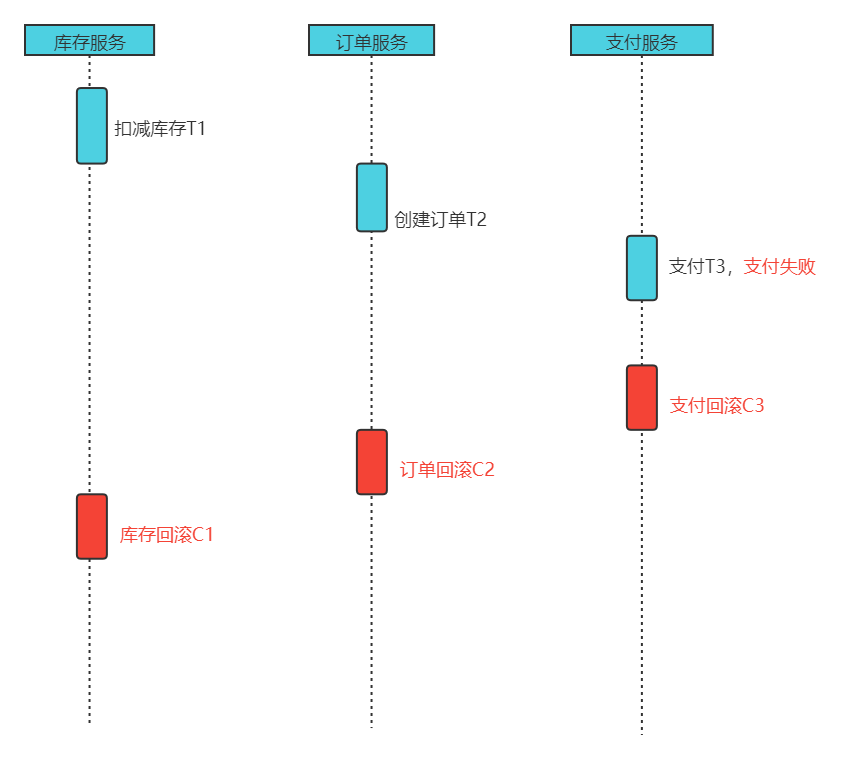 库存服务
订单服务
支付服务
扣减库存T1
创建订单T2
支付T3，支付失败
支付回滚C3
订单回滚C2
库存回滚C1